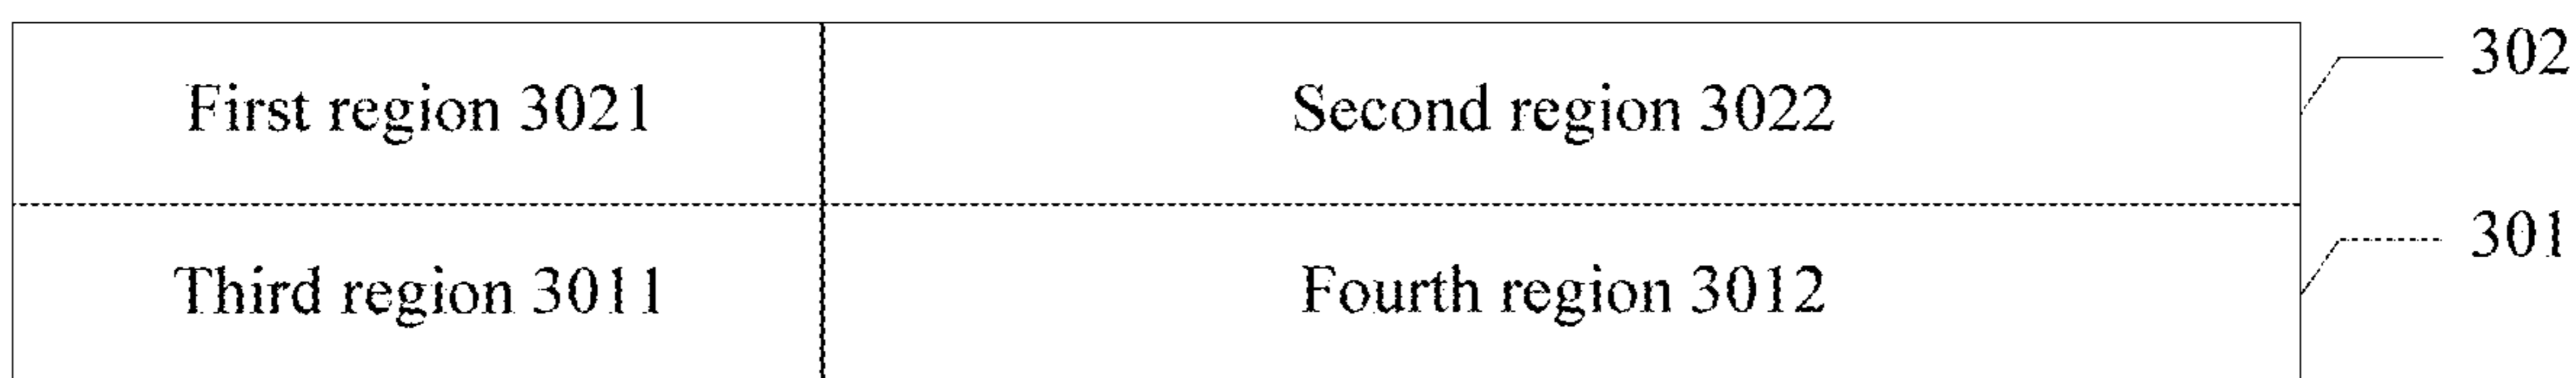 First region 3021
Second region 3022
302
Third region 3011
Fourth region 3012
301